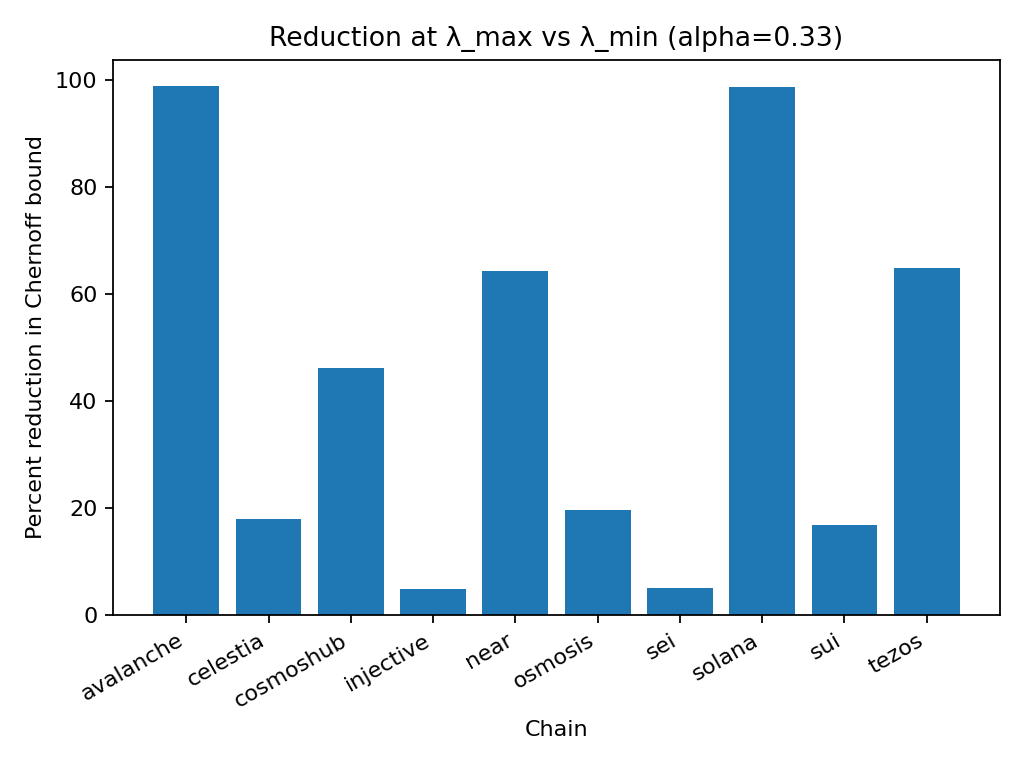 Reduction at λ_max vs λ_min (alpha=0.33)
Percent reduction in Chernoff bound
100
80
60
40
20
0
avalanche
celestia
cosmoshub
injective
near
osmosis
sei
solana
sui
tezos
Chain